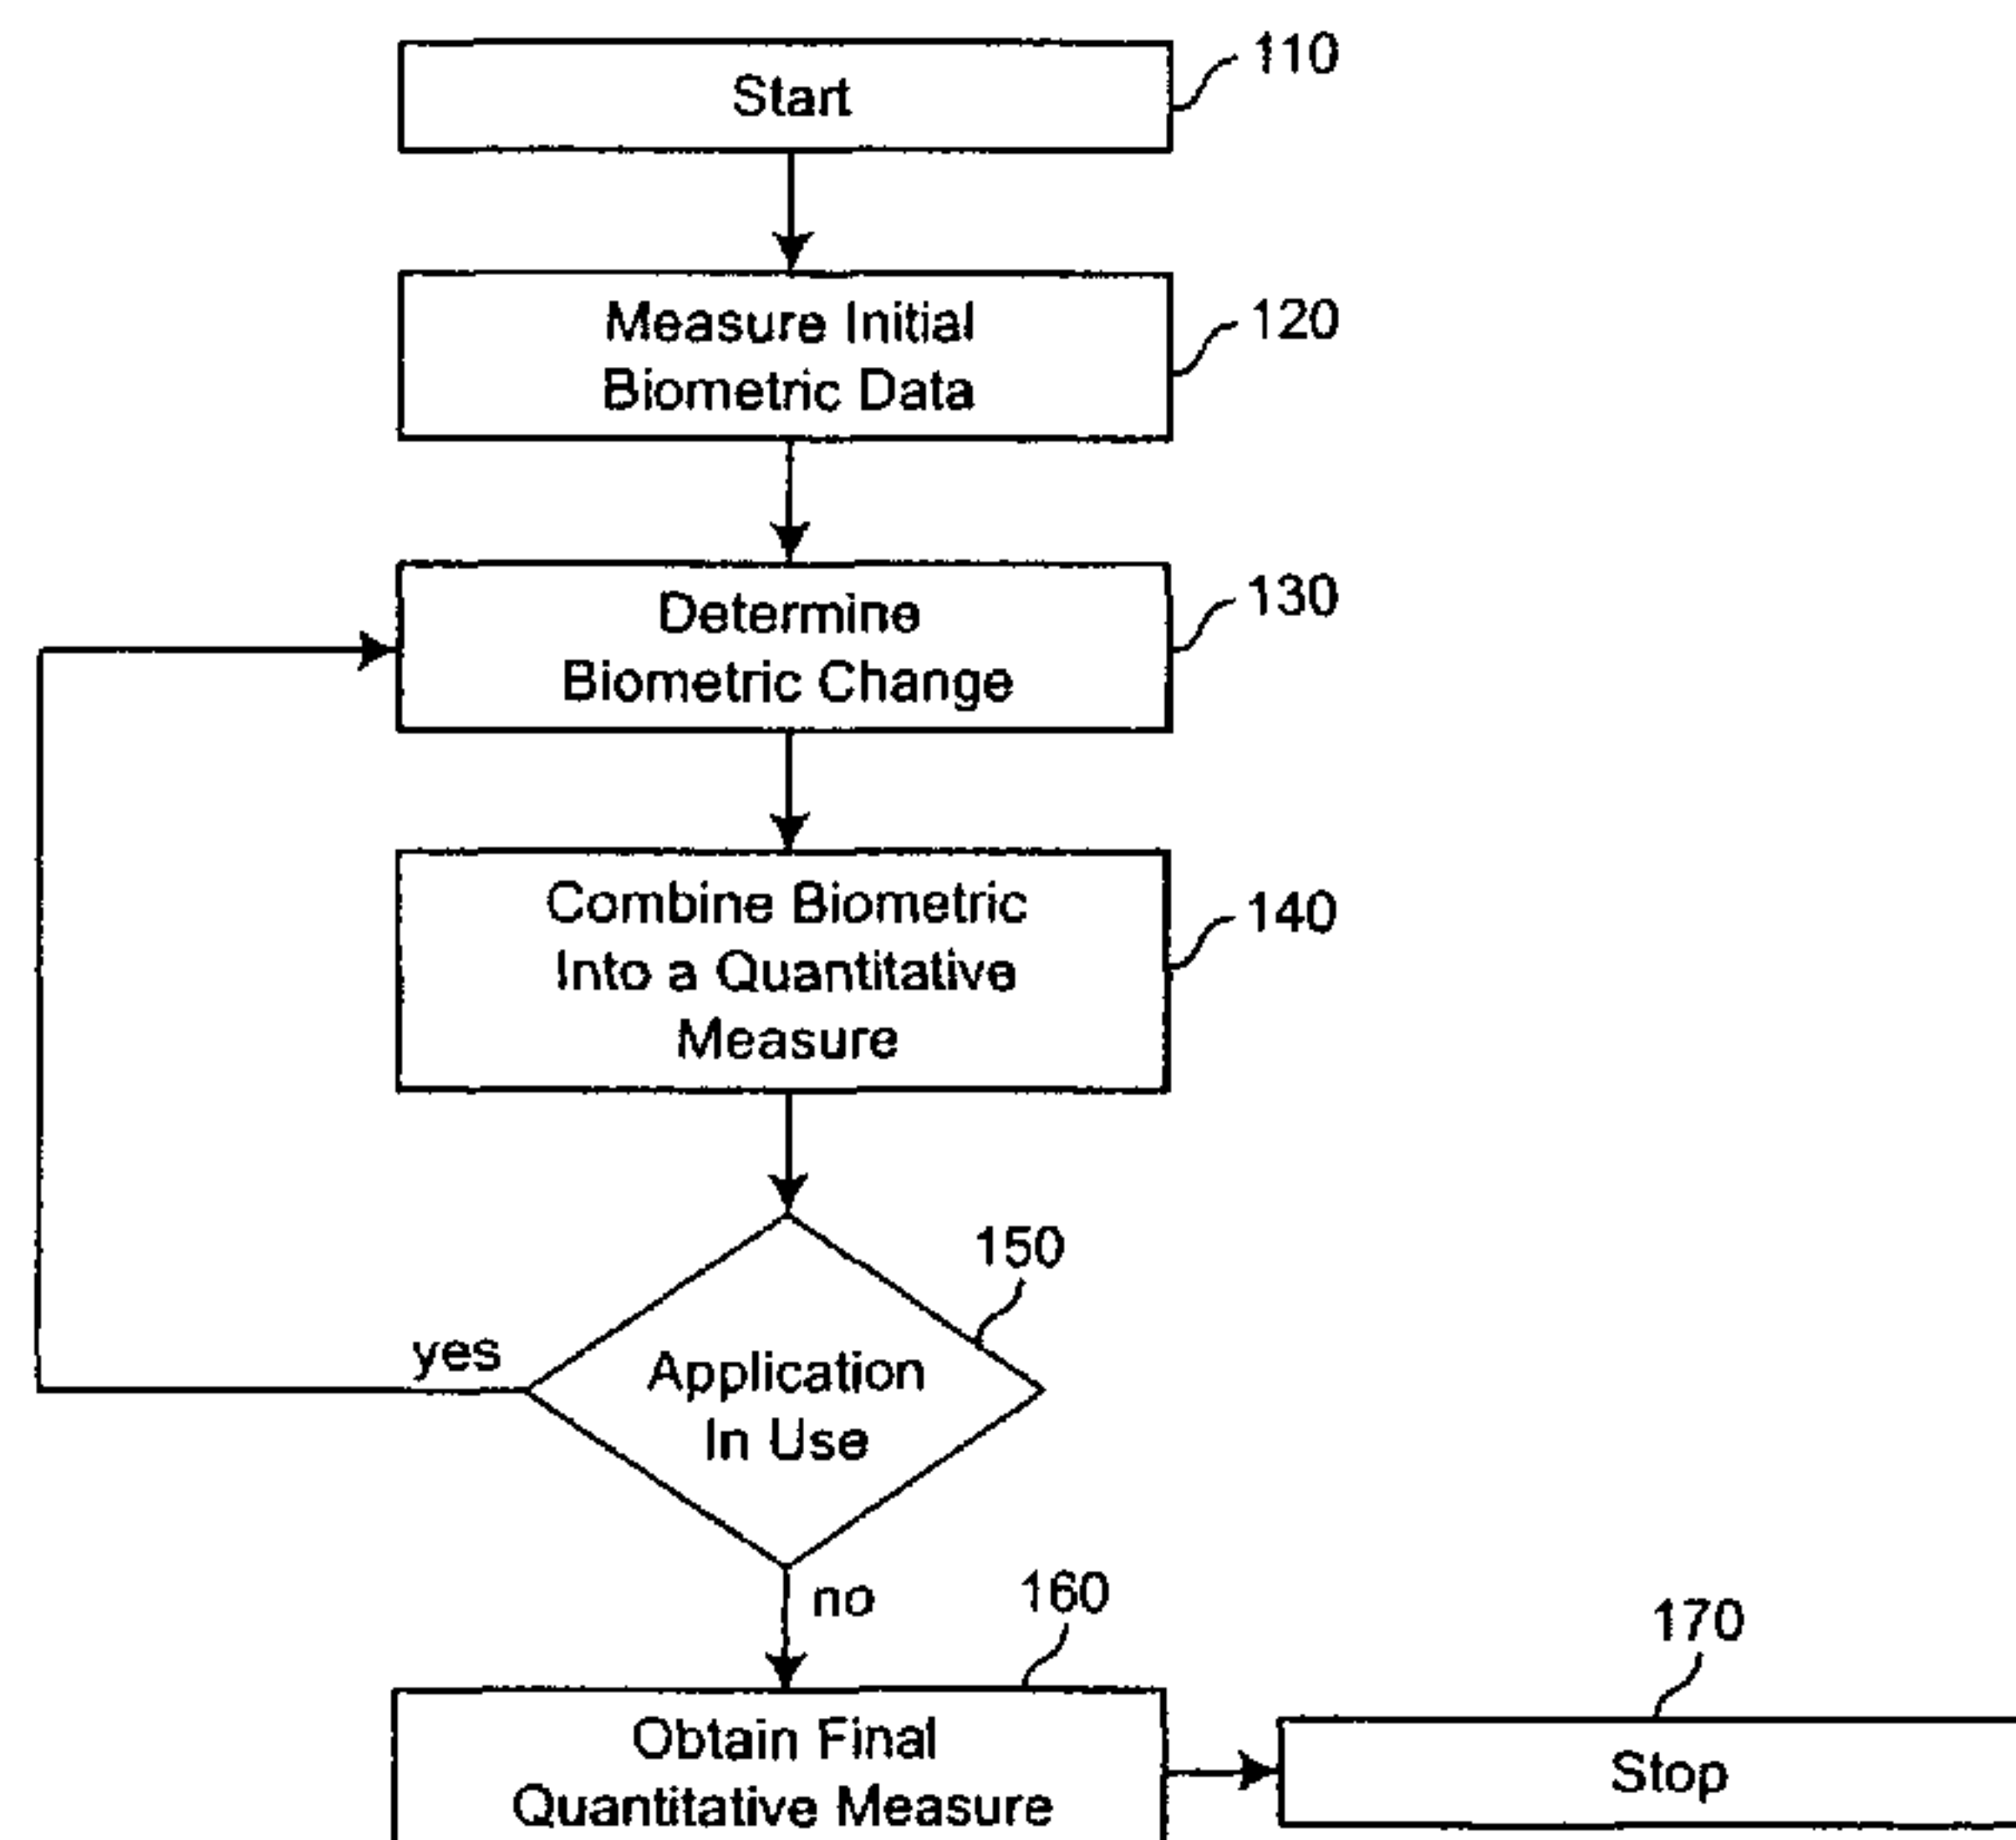 Start
110
Measure Initial
Biometric Data
120
Determine
Biometric Change
130
Combine Biometric
Into a Quantitative
Measure
140
150
Application
In Use
yes
no
160
Obtain Final
Quantitative Measure
170
Stop